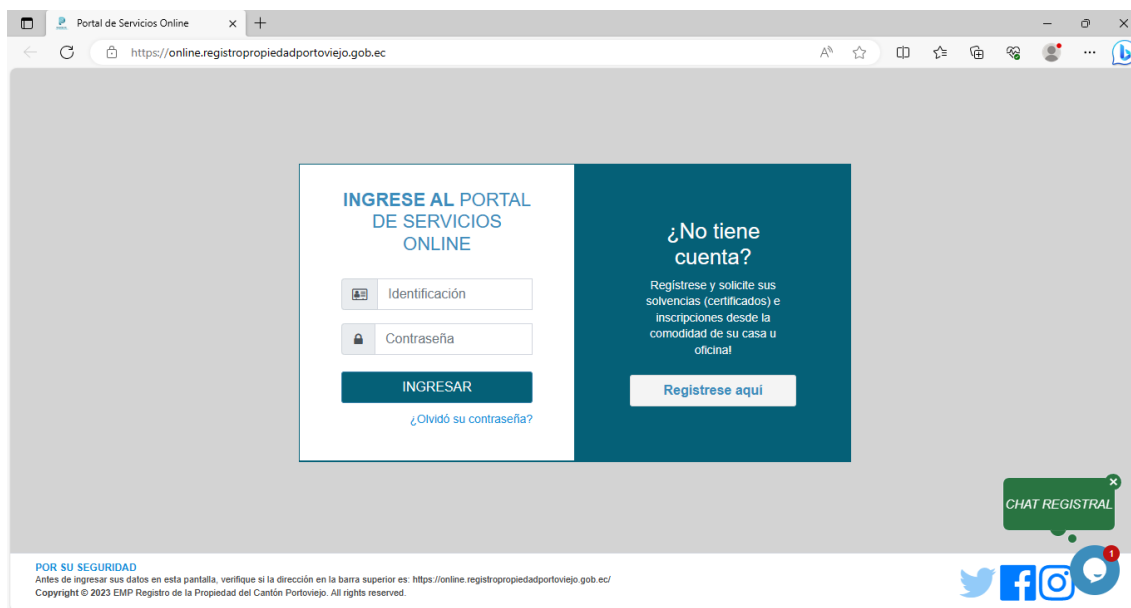 Portal de Servicios Online
https://online.registropropiedadportoviejo.gob.ec
INGRESE AL PORTAL
DE SERVICIOS
ONLINE
Identificación
Contraseña
INGRESAR
¿Olvidó su contraseña?
¿No tiene
cuenta?
Regístrese y solicite sus
solvencias (certificados) e
inscripciones desde la
comodidad de su casa u
oficina!
Registrese aqui
CHAT REGISTRAL
1
POR SU SEGURIDAD
Antes de ingresar sus datos en esta pantalla, verifique si la dirección en la barra superior es: https://online.registropropiedadportoviejo.gob.ec/
Copyright © 2023 EMP Registro de la Propiedad del Cantón Portoviejo. All rights reserved.